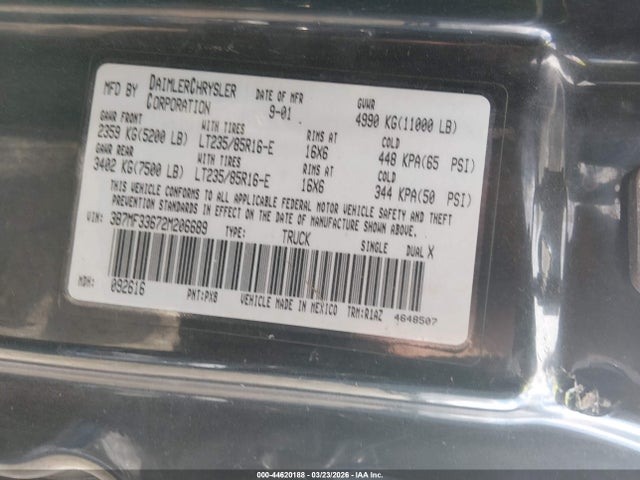 MFD BY DAIMLERCHRYSLER CORPORATION DATE OF MFR 9-01 GVWR 4990 KG(11000 LB)
GAWR FRONT WITH TIRES RIMS AT COLD
2359 KG(5200 LB) LT235/85R16-E 16X6 448 KPA(65 PSI)
GAWR REAR WITH TIRES RIMS AT COLD
3402 KG(7500 LB) LT235/85R16-E 16X6 344 KPA(50 PSI)
THIS VEHICLE CONFORMS TO ALL APPLICABLE FEDERAL MOTOR VEHICLE SAFETY AND THEFT
PREVENTION STANDARDS IN EFFECT ON THE DATE OF MANUFACTURE SHOWN ABOVE.
VIN: 3B7MF33672M206689 TYPE: TRUCK SINGLE DUAL X
MDH: 092616 PNT:PX8 VEHICLE MADE IN MEXICO TRM:R1AZ 4648507
000-44620188 | 03/23/2026 | IAA Inc.